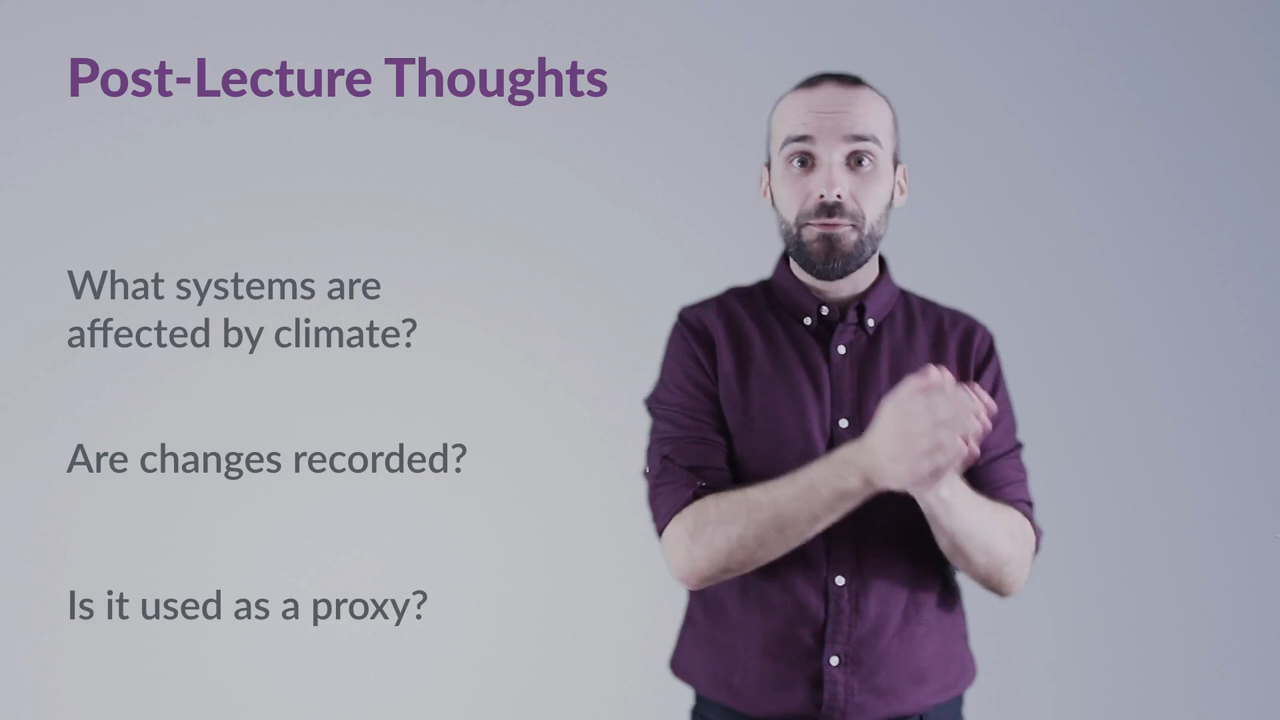 Post-Lecture Thoughts
What systems are
affected by climate?
Are changes recorded?
Is it used as a proxy?